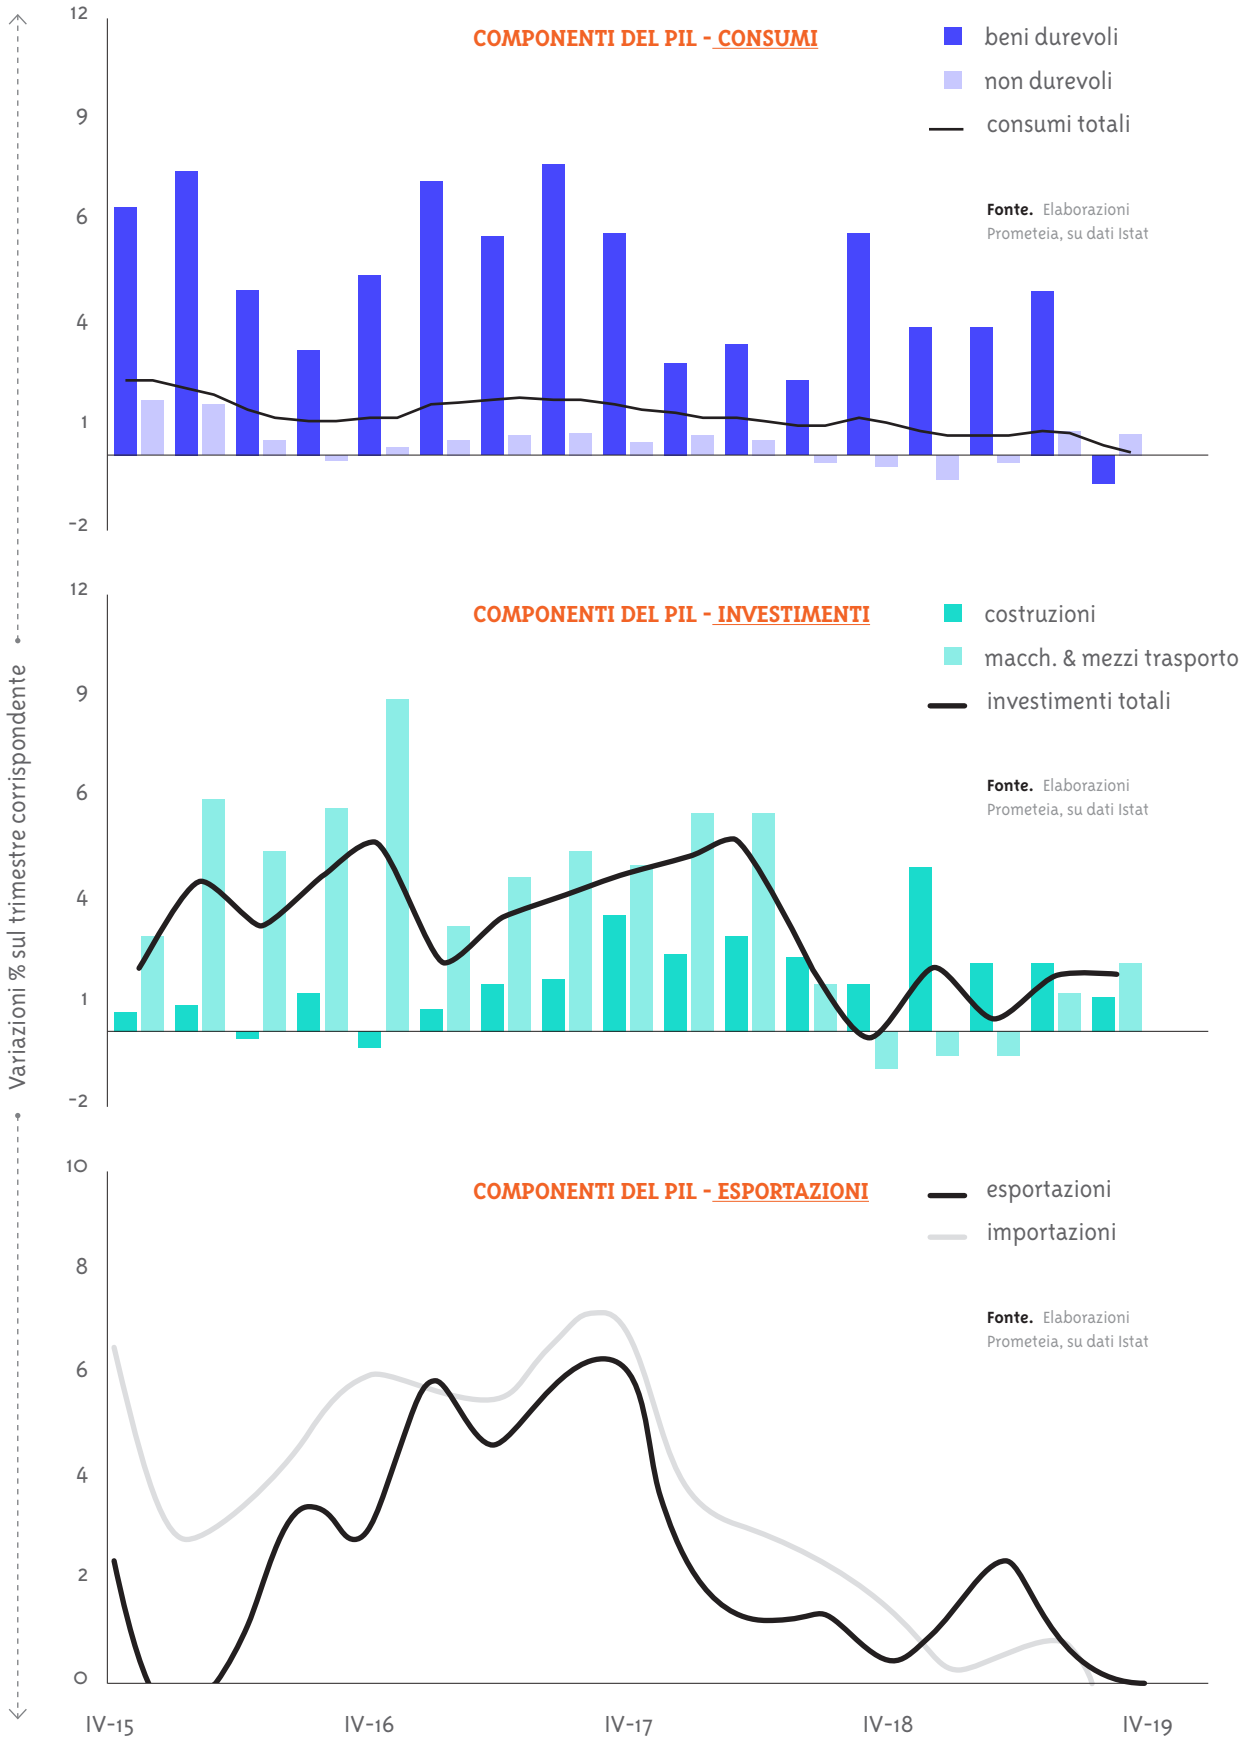 Variazioni % sul trimestre corrispondente
COMPONENTI DEL PIL - CONSUMI
beni durevoli
non durevoli
consumi totali
Fonte. Elaborazioni
Prometeia, su dati Istat
12
9
6
4
1
-2
COMPONENTI DEL PIL - INVESTIMENTI
costruzioni
macch. & mezzi trasporto
investimenti totali
Fonte. Elaborazioni
Prometeia, su dati Istat
12
9
6
4
1
-2
COMPONENTI DEL PIL - ESPORTAZIONI
esportazioni
importazioni
Fonte. Elaborazioni
Prometeia, su dati Istat
10
8
6
4
2
0
IV-15 IV-16 IV-17 IV-18 IV-19